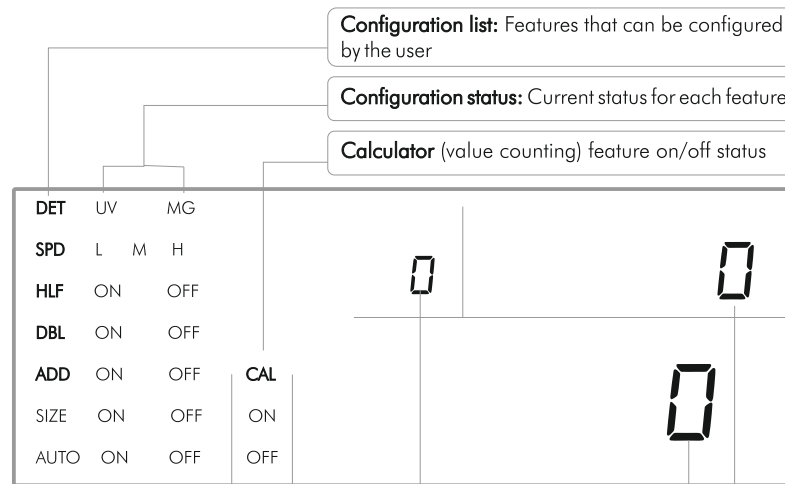 Configuration list: Features that can be configured
by the user
Configuration status: Current status for each feature
Calculator (value counting) feature on/off status
DET UV MG
SPD L M H
HLF ON OFF
DBL ON OFF
ADD ON OFF CAL
SIZE ON OFF ON
AUTO ON OFF OFF
0 0
0